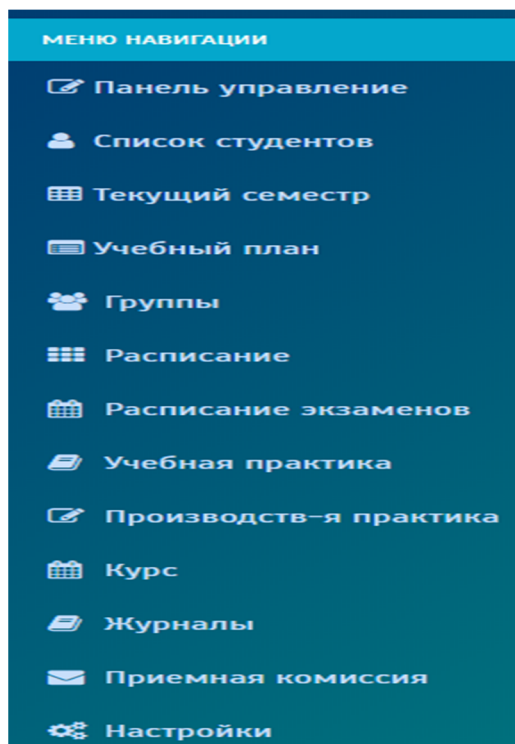 МЕНЮ НАВИГАЦИИ
Панель управление
Список студентов
Текущий семестр
Учебный план
Группы
Расписание
Расписание экзаменов
Учебная практика
Производств-я практика
Курс
Журналы
Приемная комиссия
Настройки